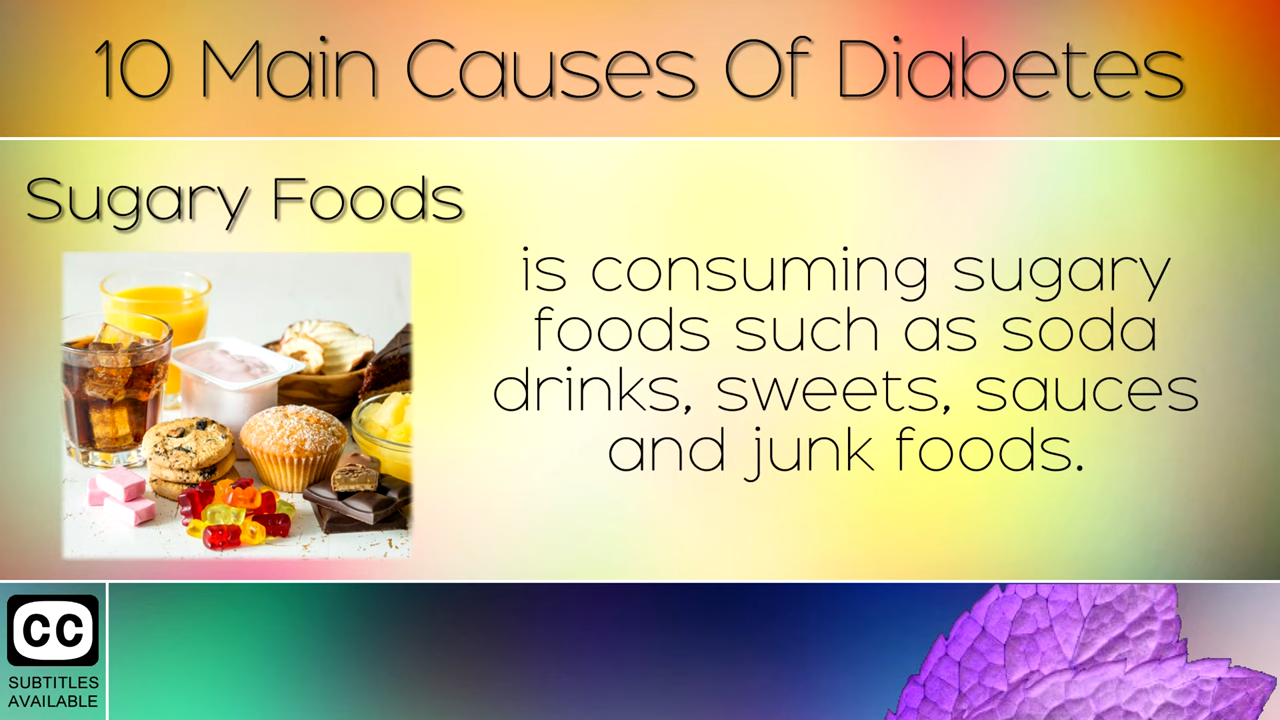 10 Main Causes Of Diabetes
Sugary Foods
is consuming sugary
foods such as soda
drinks, sweets, sauces
and junk foods.
CC
SUBTITLES
AVAILABLE